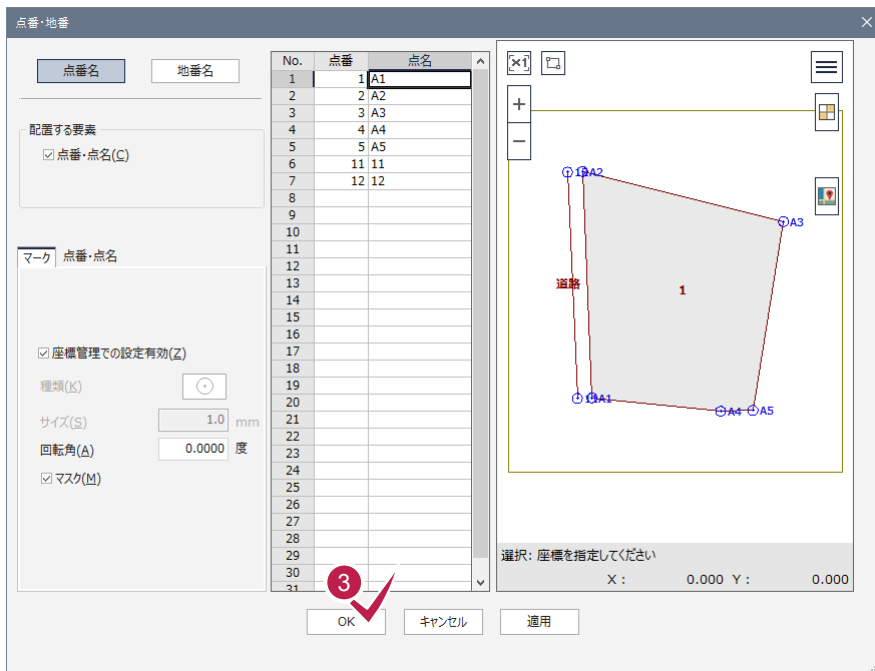 点番・地番
点番名 地番名
配置する要素
点番・点名(C)
マーク 点番・点名
座標管理での設定有効(Z)
種類(K)
サイズ(S) 1.0 mm
回転角(A) 0.0000 度
マスク(M)
No. 点番 点名
1 1 A1
2 2 A2
3 3 A3
4 4 A4
5 5 A5
6 11 11
7 12 12
8
9
10
11
12
13
14
15
16
17
18
19
20
21
22
23
24
25
26
27
28
29
30
31
×1
A2
A3
道路
1
A1
A4 A5
選択: 座標を指定してください
X : 0.000 Y : 0.000
3
OK キャンセル 適用